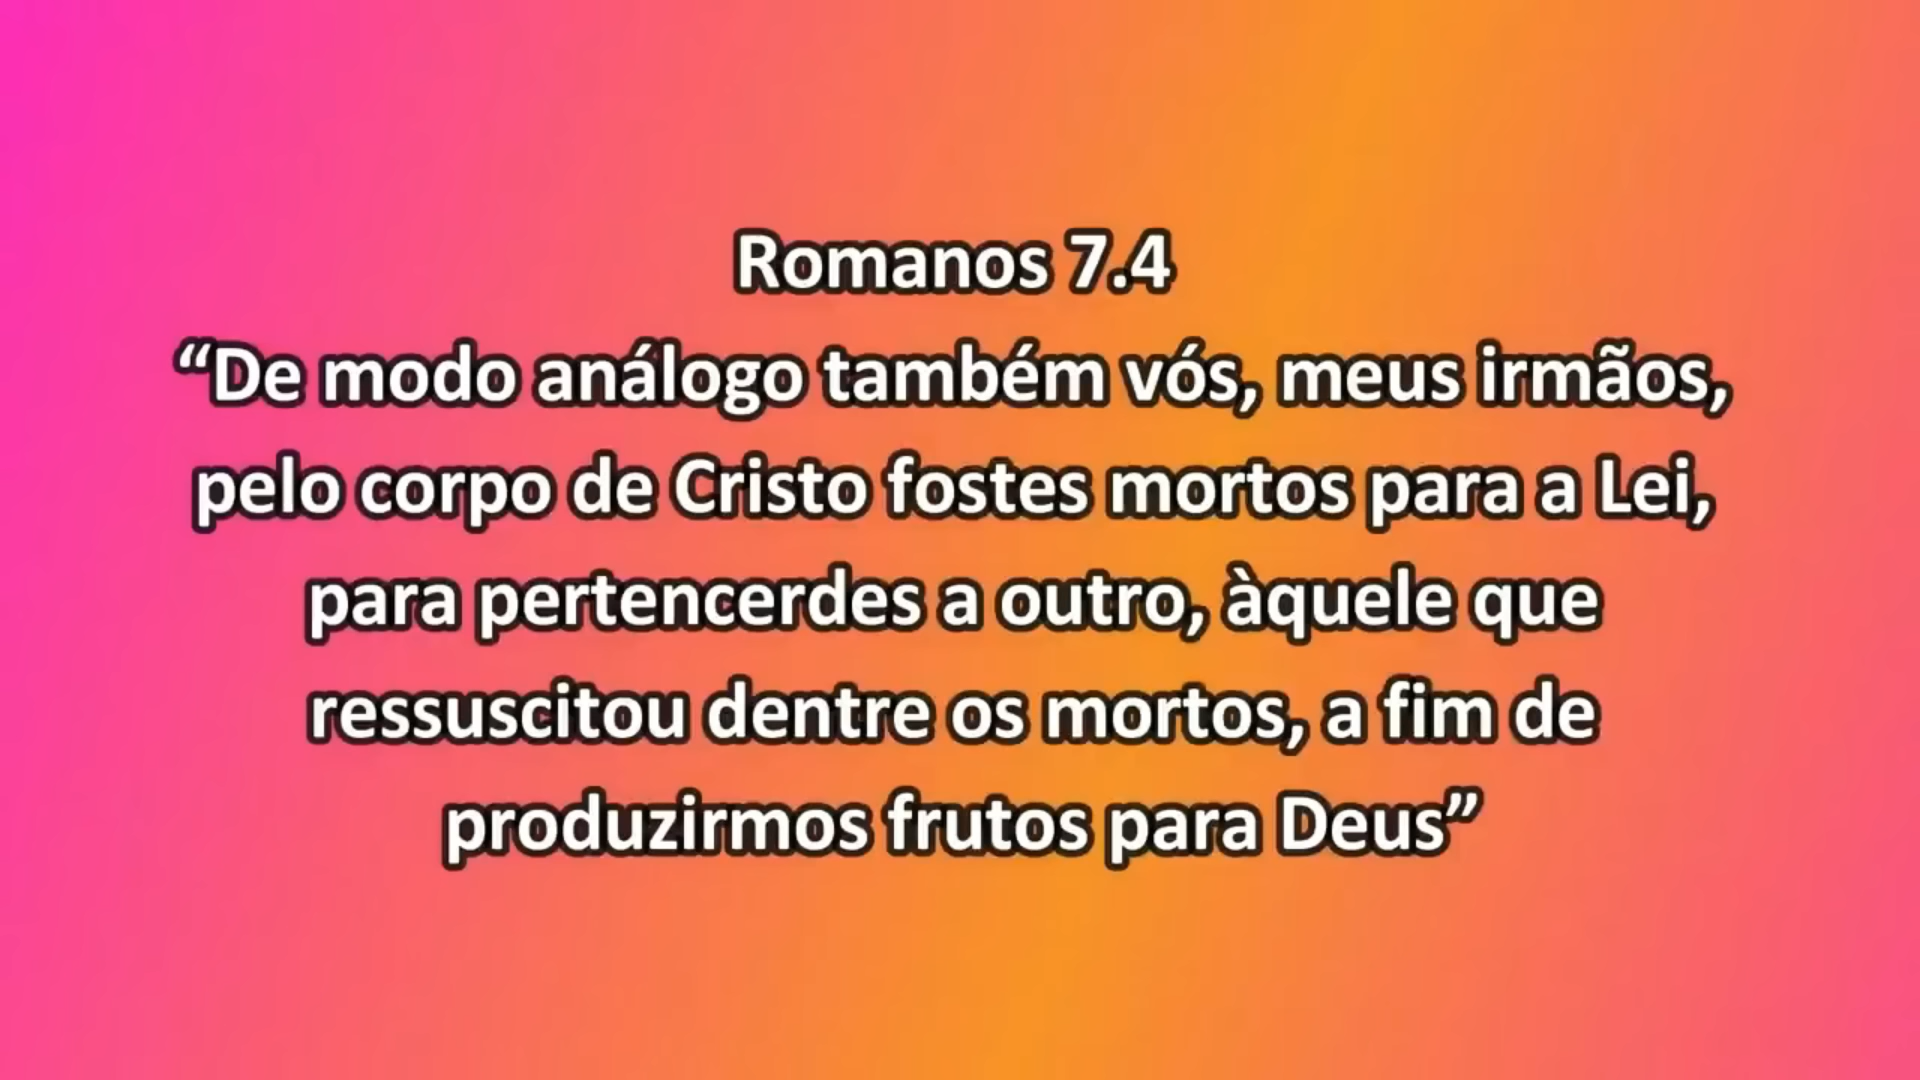 Romanos 7.4
“De modo análogo também vós, meus irmãos,
pelo corpo de Cristo fostes mortos para a Lei,
para pertencerdes a outro, àquele que
ressuscitou dentre os mortos, a fim de
produzirmos frutos para Deus”